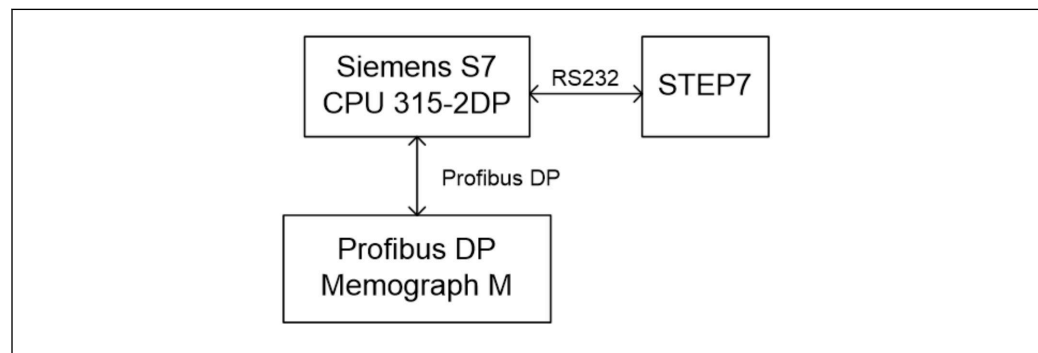 Siemens S7
CPU 315-2DP
RS232
STEP7
Profibus DP
Profibus DP
Memograph M